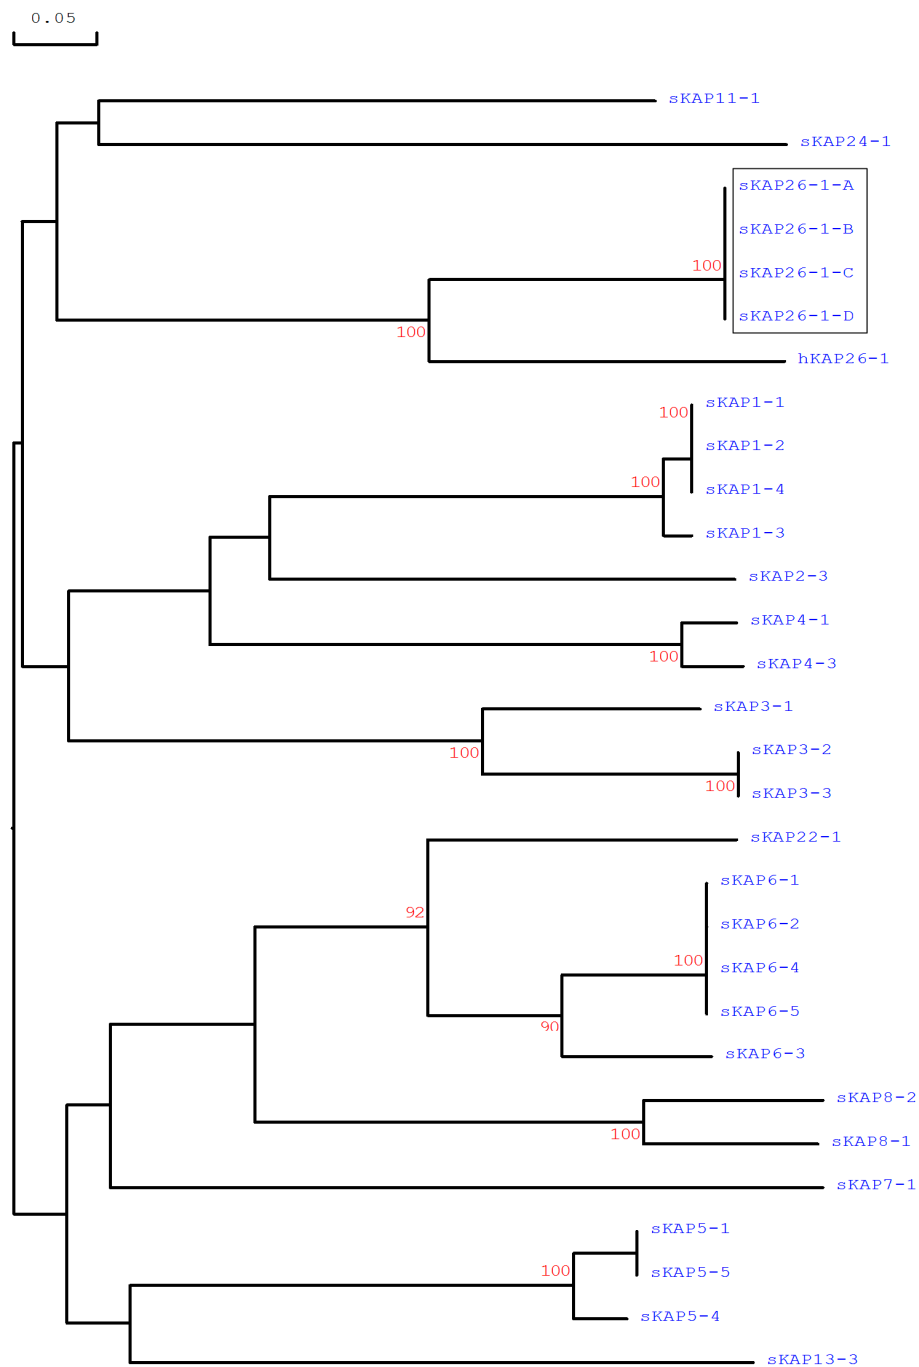 0.05
sKAP11-1
sKAP24-1
sKAP26-1-A
sKAP26-1-B
100
sKAP26-1-C
sKAP26-1-D
100
hKAP26-1
sKAP1-1
100
sKAP1-2
100
sKAP1-4
sKAP1-3
sKAP2-3
sKAP4-1
100
sKAP4-3
sKAP3-1
100
sKAP3-2
100
sKAP3-3
sKAP22-1
sKAP6-1
92
sKAP6-2
100
sKAP6-4
sKAP6-5
90
sKAP6-3
sKAP8-2
100
sKAP8-1
sKAP7-1
sKAP5-1
100
sKAP5-5
sKAP5-4
sKAP13-3